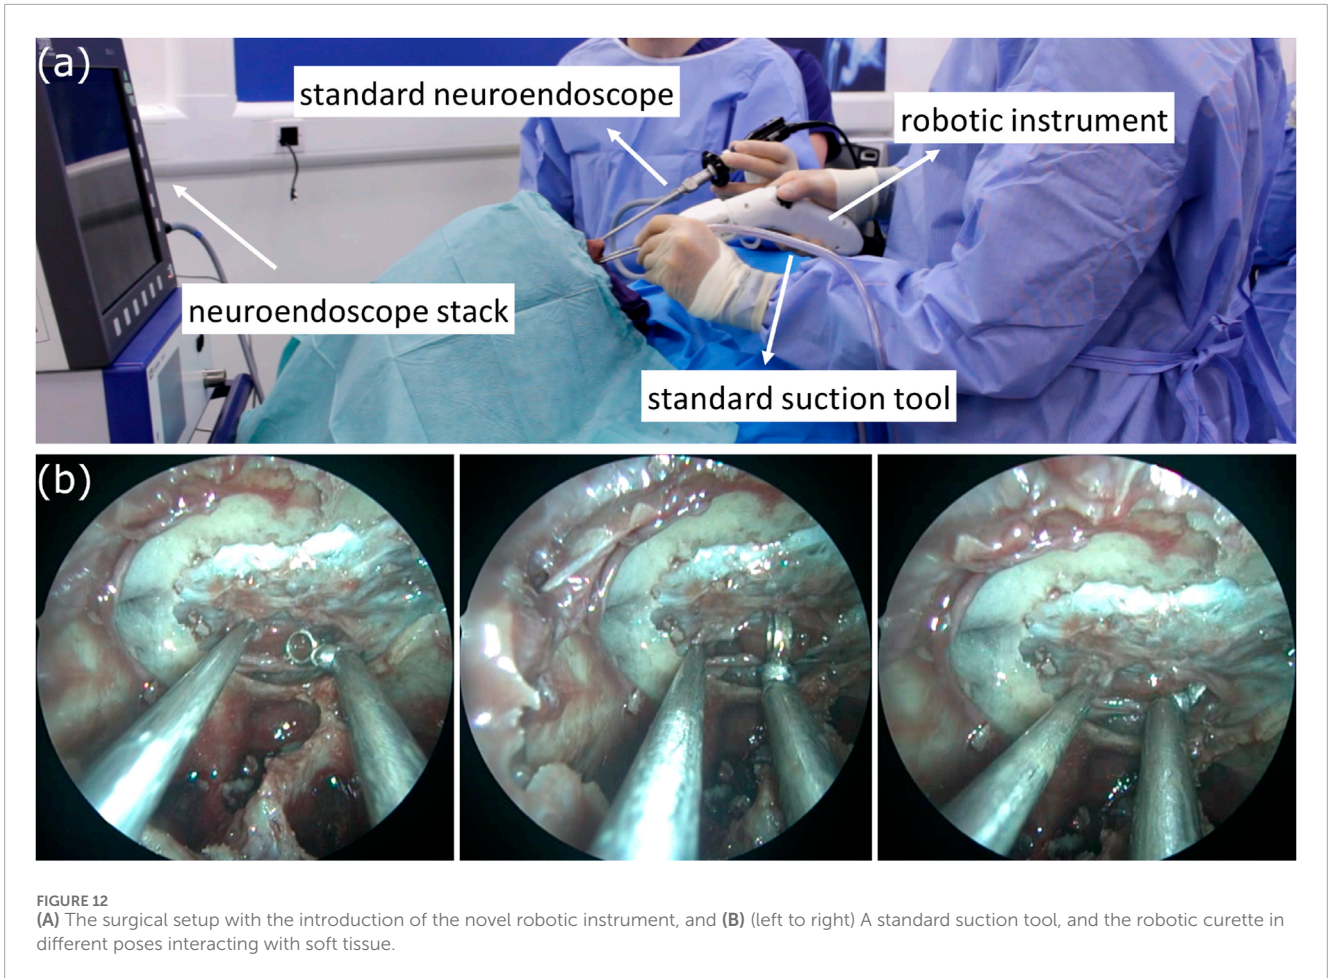 (a)
standard neuroendoscope
robotic instrument
neuroendoscope stack
standard suction tool
(b)
FIGURE 12
(A) The surgical setup with the introduction of the novel robotic instrument, and (B) (left to right) A standard suction tool, and the robotic curette in
different poses interacting with soft tissue.